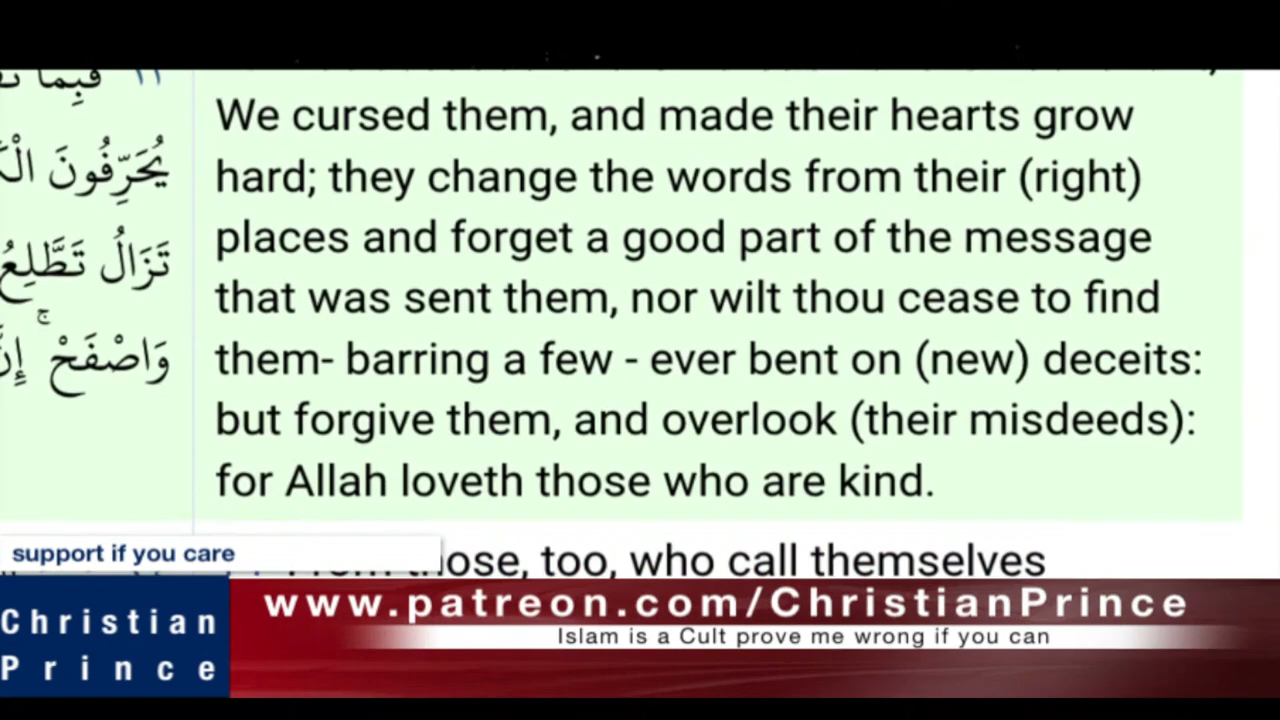 فَبِمَا
يُحَرِّفُونَ
تَزَالُ تَطَّلِعُ
وَاصْفَحْ ۚ
We cursed them, and made their hearts grow
hard; they change the words from their (right)
places and forget a good part of the message
that was sent them, nor wilt thou cease to find
them- barring a few - ever bent on (new) deceits:
but forgive them, and overlook (their misdeeds):
for Allah loveth those who are kind.
those, too, who call themselves
support if you care
Christian
Prince
www.patreon.com/ChristianPrince
Islam is a Cult prove me wrong if you can